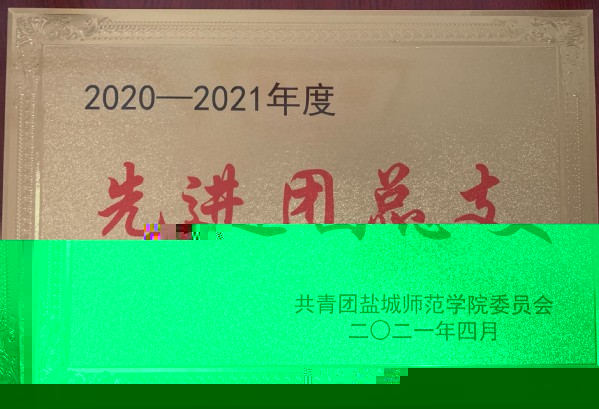 2020—2021年度
先进团总支
共青团盐城师范学院委员会
二〇二一年四月